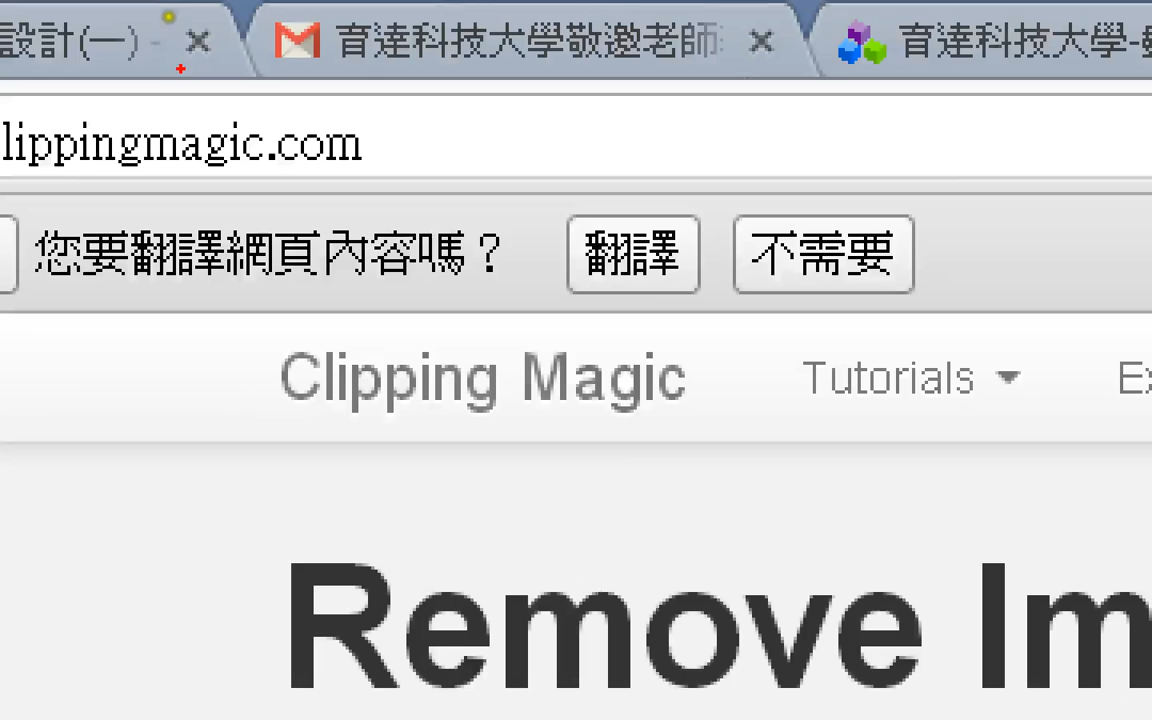 設計(一) -
育達科技大學敬邀老師
育達科技大學-
lippingmagic.com
您要翻譯網頁內容嗎？ 翻譯 不需要
Clipping Magic Tutorials Ex
Remove Im